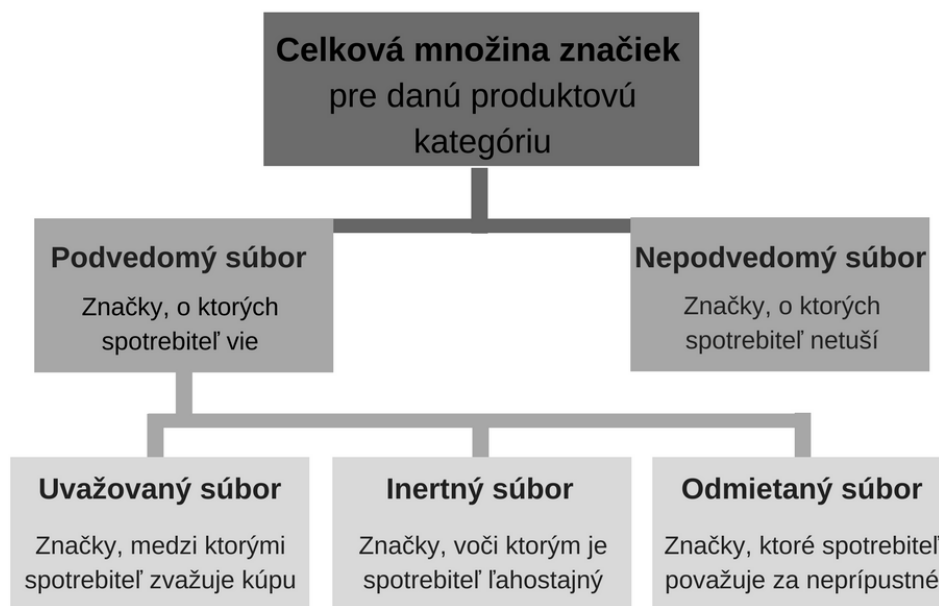 Celková množina značiek
pre danú produktovú
kategóriu
Podvedomý súbor
Značky, o ktorých
spotrebiteľ vie
Nepodvedomý súbor
Značky, o ktorých
spotrebiteľ netuší
Uvažovaný súbor
Značky, medzi ktorými
spotrebiteľ zvažuje kúpu
Inertný súbor
Značky, voči ktorým je
spotrebiteľ ľahostajný
Odmietaný súbor
Značky, ktoré spotrebiteľ
považuje za neprípustné